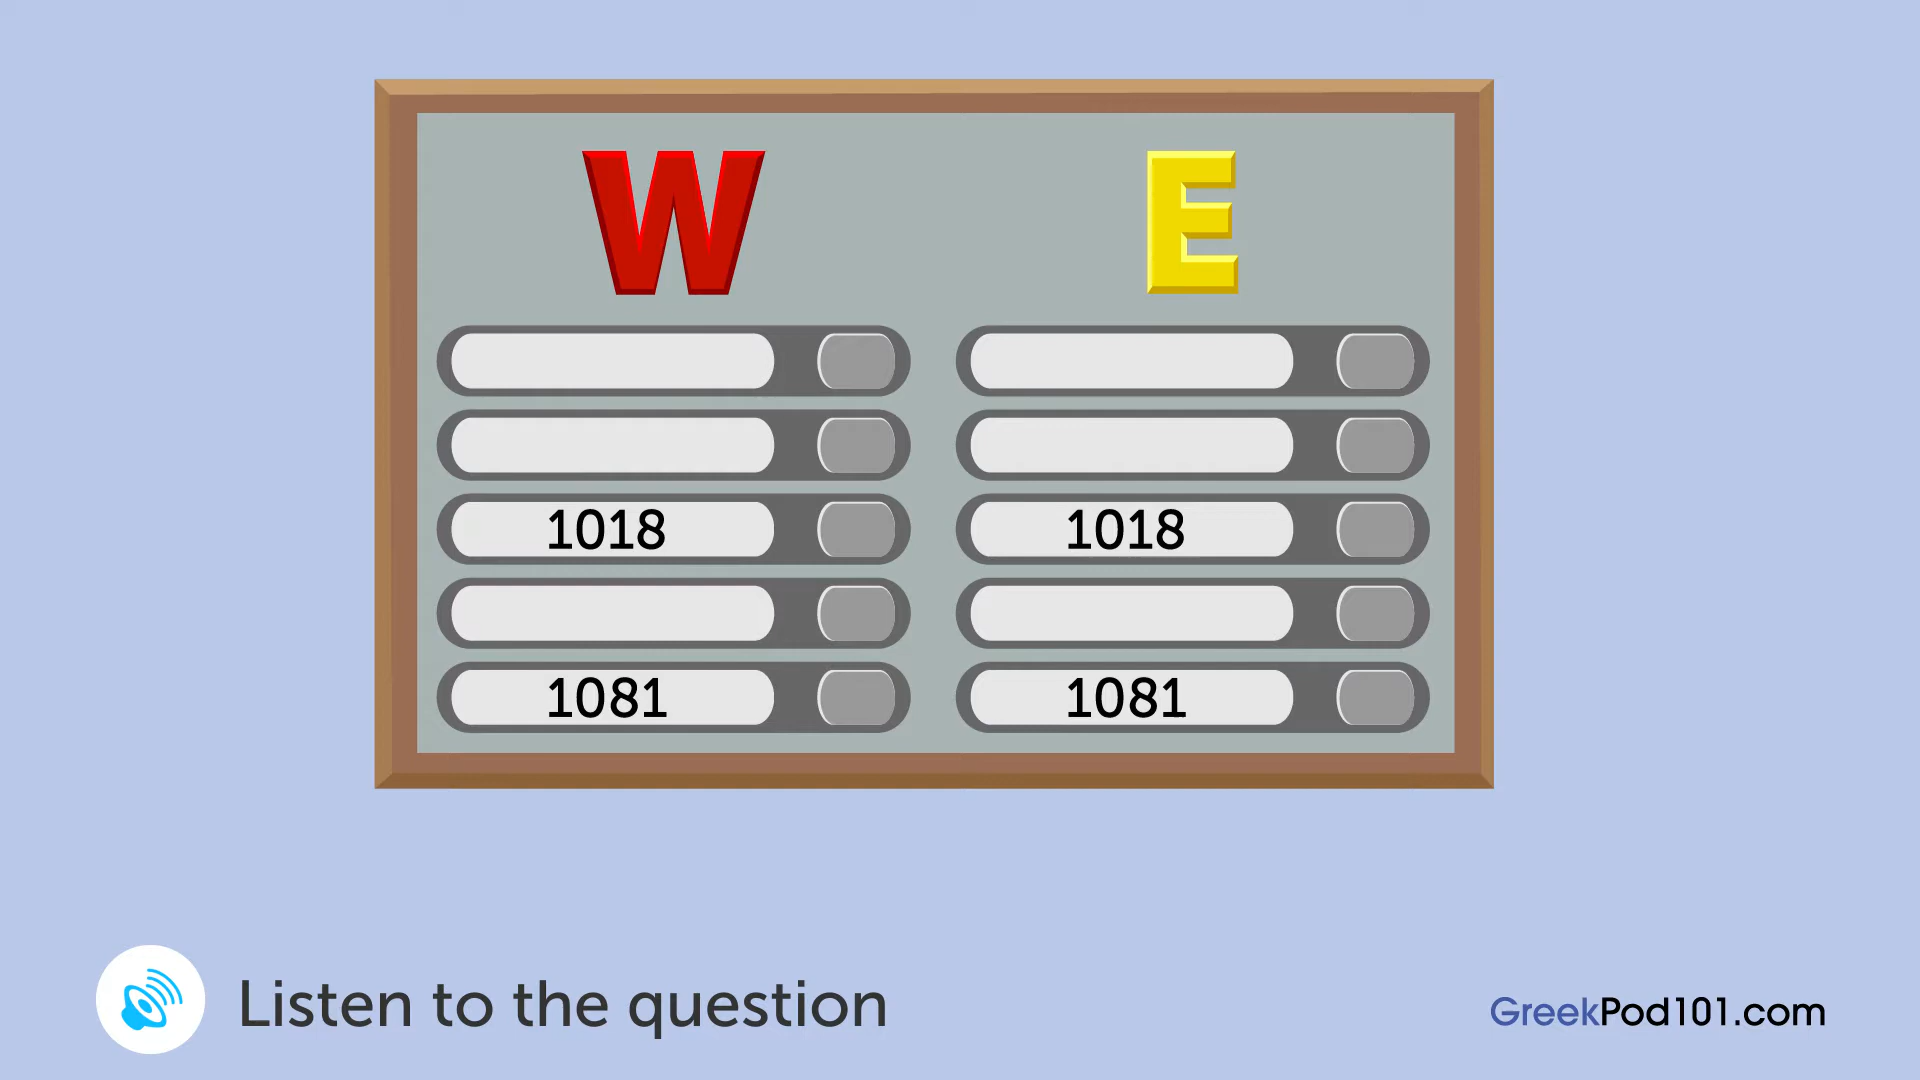 W E
1018 1018
1081 1081
Listen to the question
GreekPod101.com